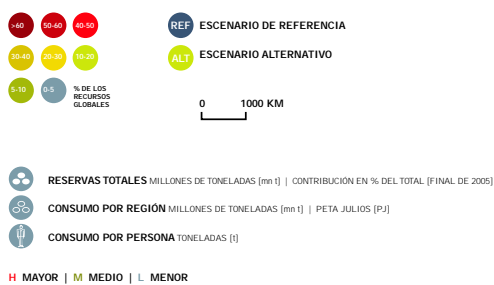 >60 50-60 40-50
30-40 20-30 10-20
5-10 0-5 % DE LOS
RECURSOS
GLOBALES
REF ESCENARIO DE REFERENCIA
ALT ESCENARIO ALTERNATIVO
0 1000 KM
RESERVAS TOTALES MILLONES DE TONELADAS [mn t] | CONTRIBUCIÓN EN % DEL TOTAL [FINAL DE 2005]
CONSUMO POR REGIÓN MILLONES DE TONELADAS [mn t] | PETA JULIOS [PJ]
CONSUMO POR PERSONA TONELADAS [t]
H MAYOR | M MEDIO | L MENOR